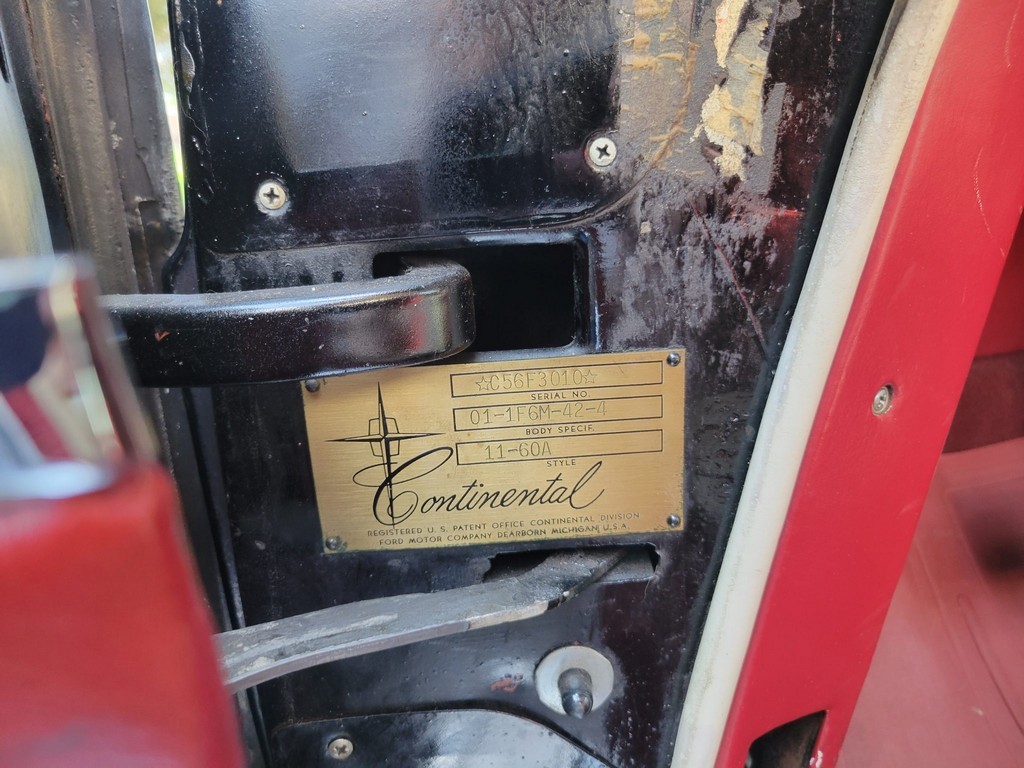 ☆C56F3010☆
SERIAL NO.
01-1F6M-42-4
BODY SPECIF.
11-60A
STYLE
Continental
REGISTERED U.S. PATENT OFFICE CONTINENTAL DIVISION
FORD MOTOR COMPANY DEARBORN MICHIGAN U.S.A.